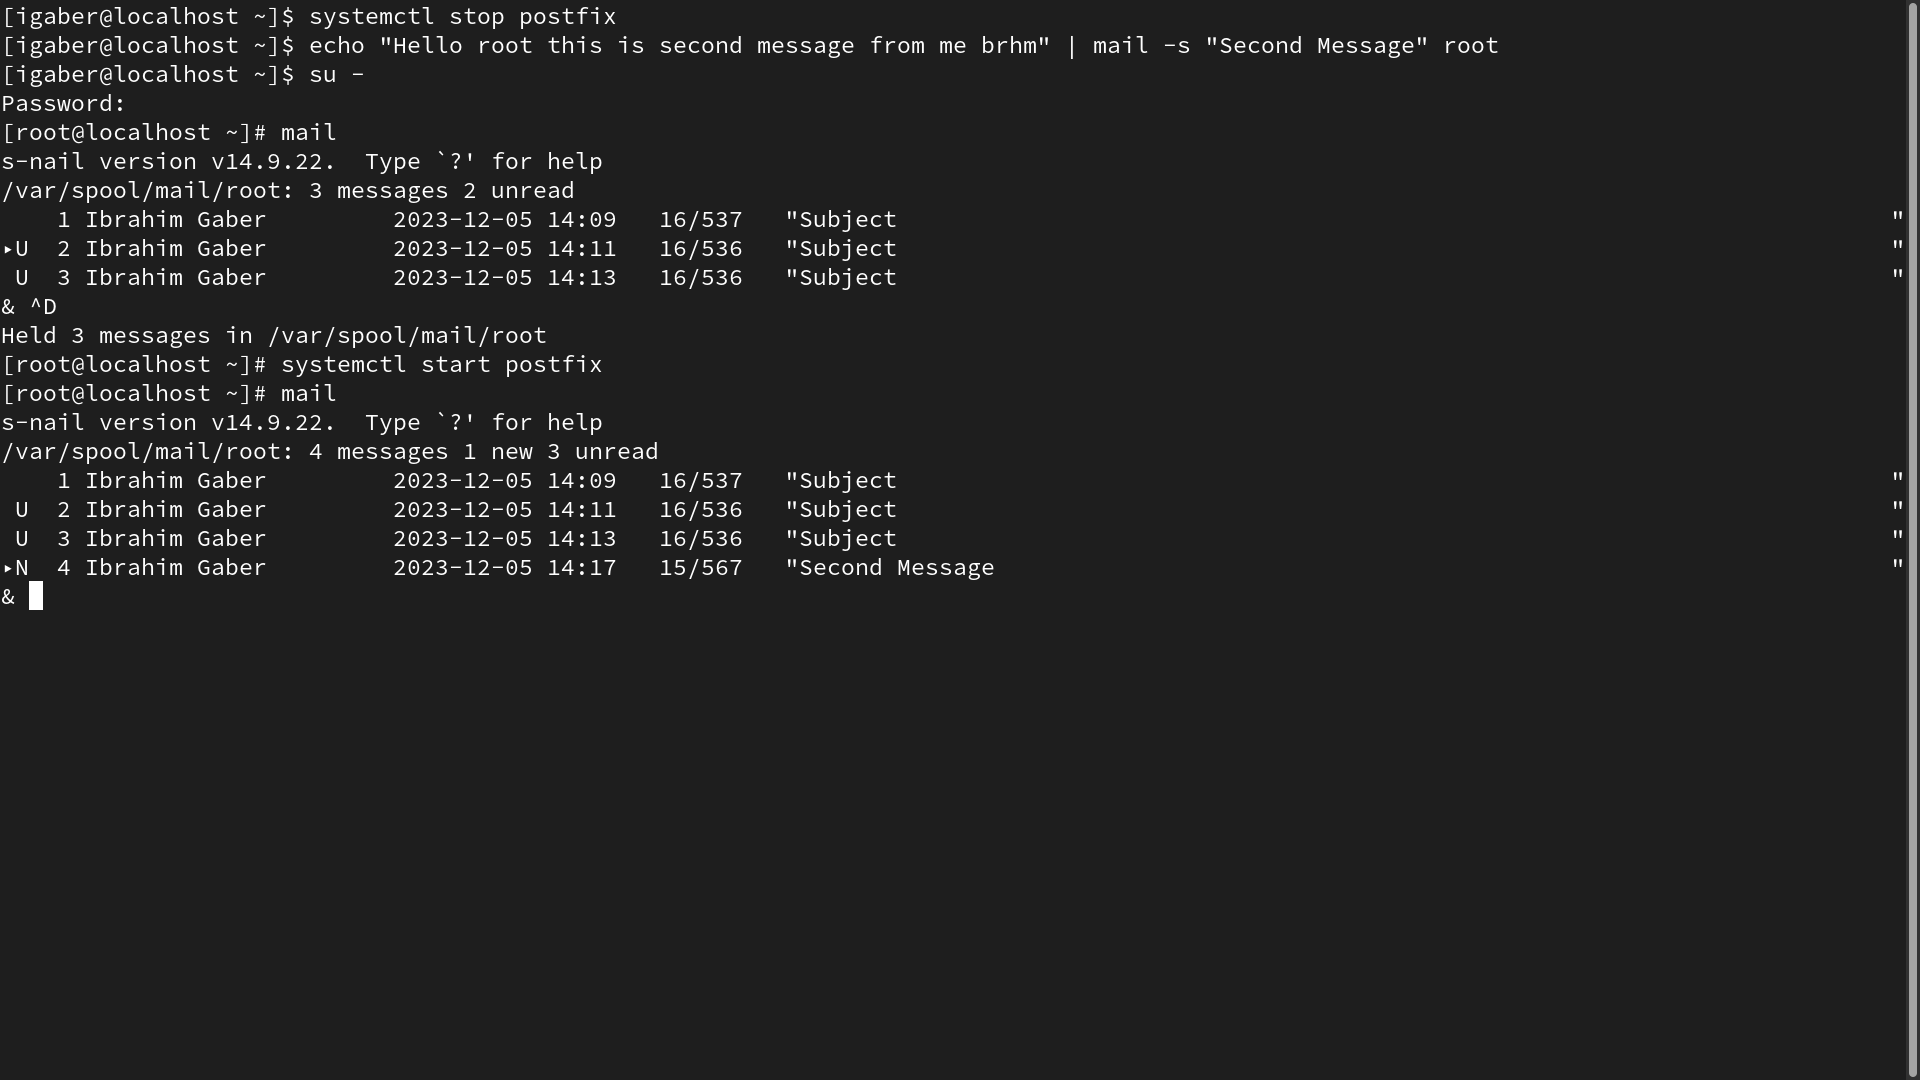 [igaber@localhost ~]$ systemctl stop postfix
[igaber@localhost ~]$ echo "Hello root this is second message from me brhm" | mail -s "Second Message" root
[igaber@localhost ~]$ su -
Password:
[root@localhost ~]# mail
s-nail version v14.9.22.  Type `?' for help
/var/spool/mail/root: 3 messages 2 unread
    1 Ibrahim Gaber         2023-12-05 14:09   16/537   "Subject                                                                       "
▸U  2 Ibrahim Gaber         2023-12-05 14:11   16/536   "Subject                                                                       "
 U  3 Ibrahim Gaber         2023-12-05 14:13   16/536   "Subject                                                                       "
& ^D
Held 3 messages in /var/spool/mail/root
[root@localhost ~]# systemctl start postfix
[root@localhost ~]# mail
s-nail version v14.9.22.  Type `?' for help
/var/spool/mail/root: 4 messages 1 new 3 unread
    1 Ibrahim Gaber         2023-12-05 14:09   16/537   "Subject                                                                       "
 U  2 Ibrahim Gaber         2023-12-05 14:11   16/536   "Subject                                                                       "
 U  3 Ibrahim Gaber         2023-12-05 14:13   16/536   "Subject                                                                       "
▸N  4 Ibrahim Gaber         2023-12-05 14:17   15/567   "Second Message                                                                "
&